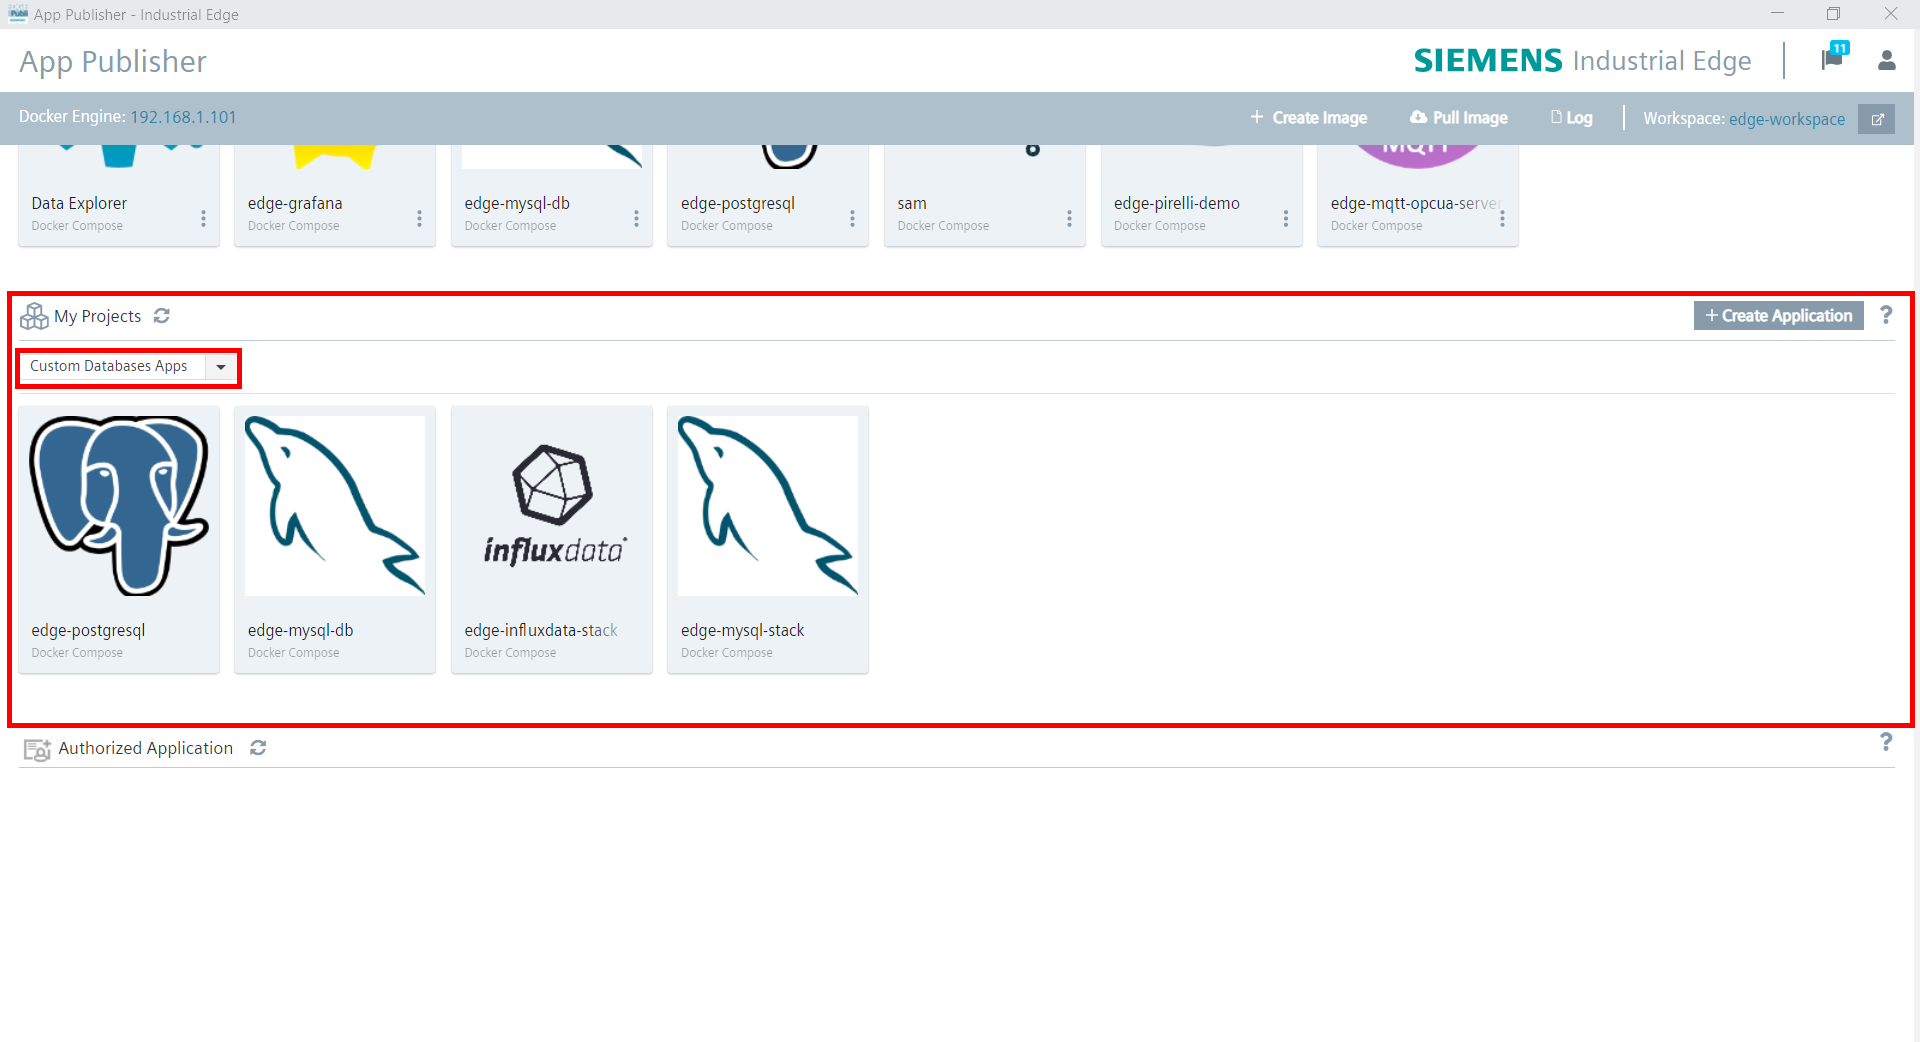 App Publisher - Industrial Edge
App Publisher
SIEMENS Industrial Edge
11
Docker Engine: 192.168.1.101
+ Create Image
Pull Image
Log
Workspace: edge-workspace
MQTT
Data Explorer
Docker Compose
edge-grafana
Docker Compose
edge-mysql-db
Docker Compose
edge-postgresql
Docker Compose
sam
Docker Compose
edge-pirelli-demo
Docker Compose
edge-mqtt-opcua-server
Docker Compose
My Projects
+ Create Application
?
Custom Databases Apps
influxdata
edge-postgresql
Docker Compose
edge-mysql-db
Docker Compose
edge-influxdata-stack
Docker Compose
edge-mysql-stack
Docker Compose
Authorized Application
?